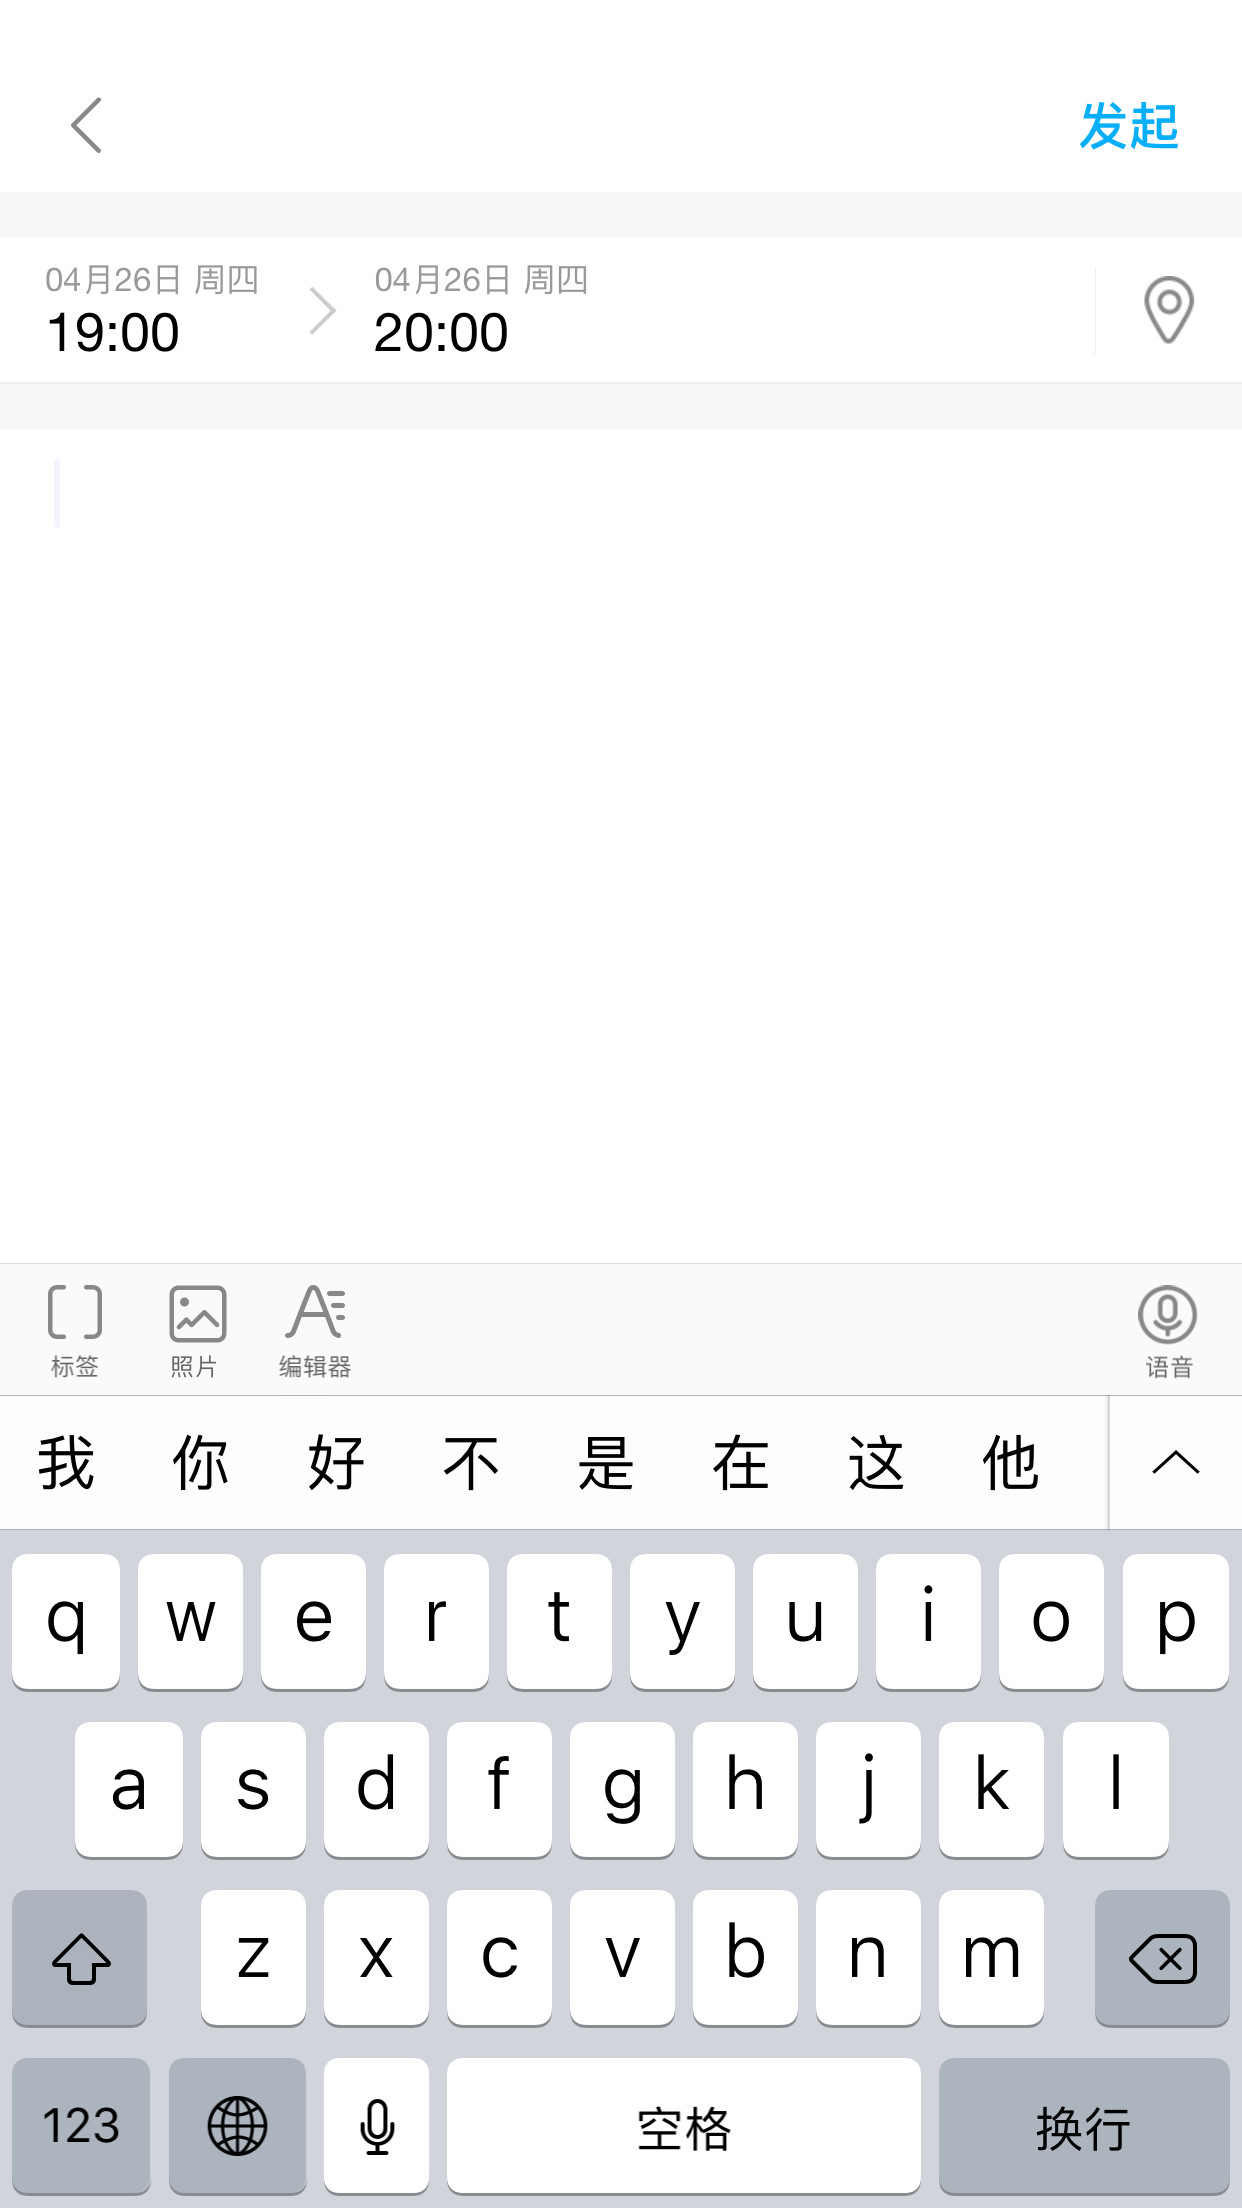 发起
04月26日 周四 04月26日 周四
19:00 20:00
标签 照片 编辑器 语音
我 你 好 不 是 在 这 他
q w e r t y u i o p
a s d f g h j k l
z x c v b n m
123 空格 换行